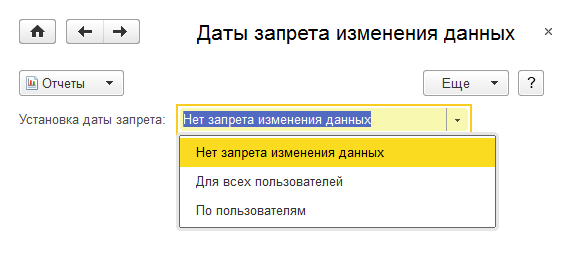 Даты запрета изменения данных
Отчеты
Еще
?
Установка даты запрета:
Нет запрета изменения данных
Нет запрета изменения данных
Для всех пользователей
По пользователям